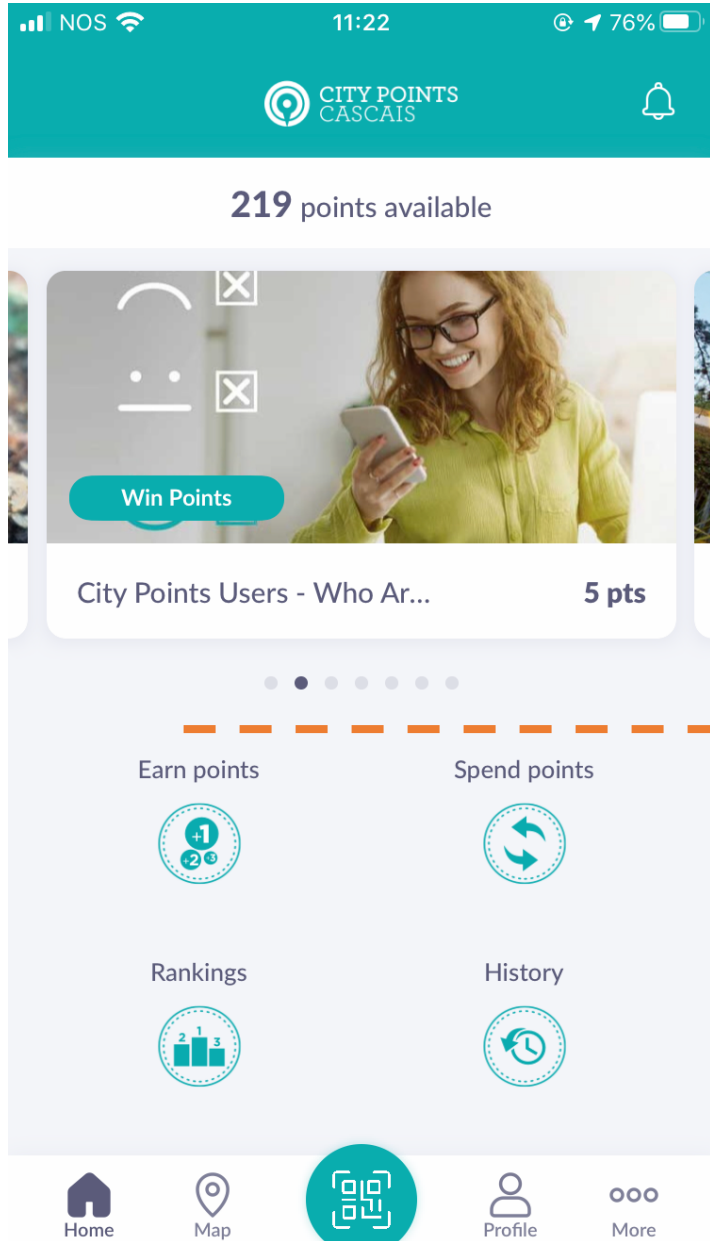 NOS 11:22 76%
CITY POINTS
CASCAIS
219 points available
Win Points
City Points Users - Who Ar... 5 pts
Earn points Spend points
+1
+2 +3
Rankings History
2 1 3
Home Map Profile More